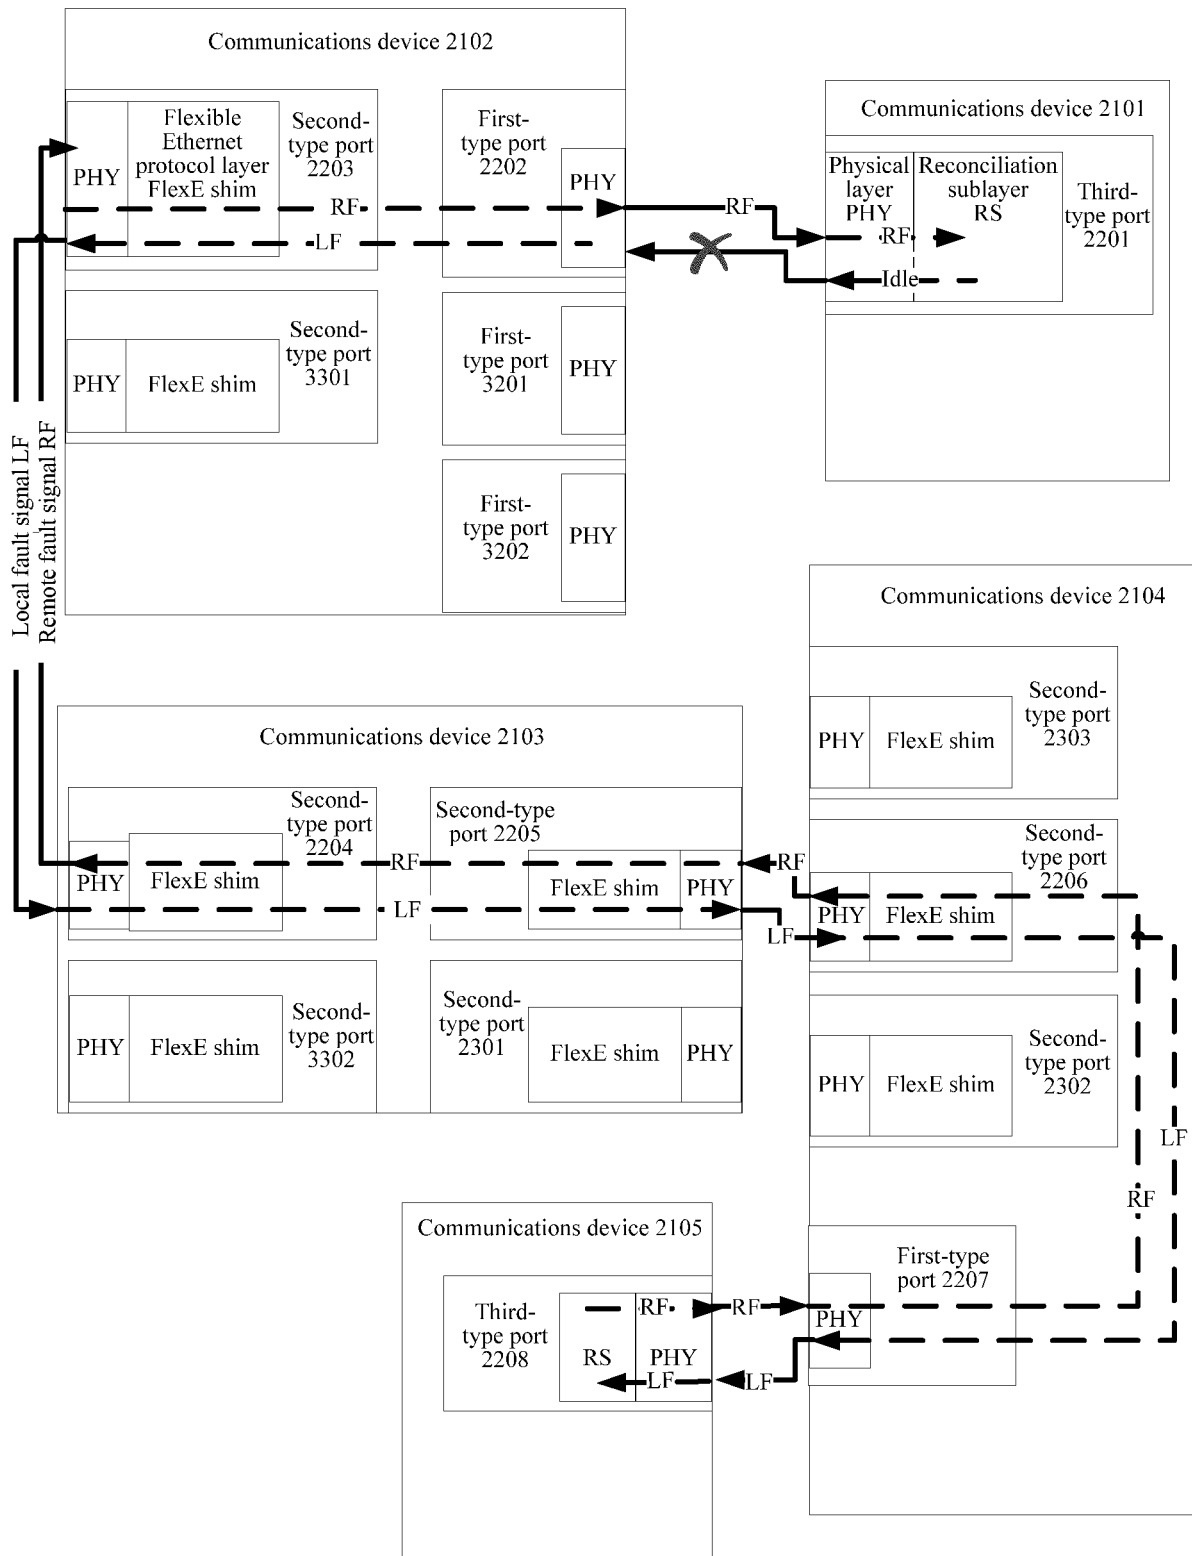 Communications device 2102
PHY
Flexible
Ethernet
protocol layer
FlexE shim
Second-
type port
2203
First-
type port
2202
PHY
RF
LF
PHY
FlexE shim
Second-
type port
3301
First-
type port
3201
PHY
First-
type port
3202
PHY
RF
Communications device 2101
Physical
layer
PHY
Reconciliation
sublayer
RS
Third-
type port
2201
RF
Idle
Local fault signal LF
Remote fault signal RF
Communications device 2103
PHY
FlexE shim
Second-
type port
2204
Second-type
port 2205
FlexE shim
PHY
RF
LF
PHY
FlexE shim
Second-
type port
3302
Second-
type port
2301
FlexE shim
PHY
RF
LF
Communications device 2104
PHY
FlexE shim
Second-
type port
2303
PHY
FlexE shim
Second-
type port
2206
PHY
FlexE shim
Second-
type port
2302
LF
RF
First-type
port 2207
PHY
Communications device 2105
Third-
type port
2208
RS
PHY
RF
LF
RF
LF